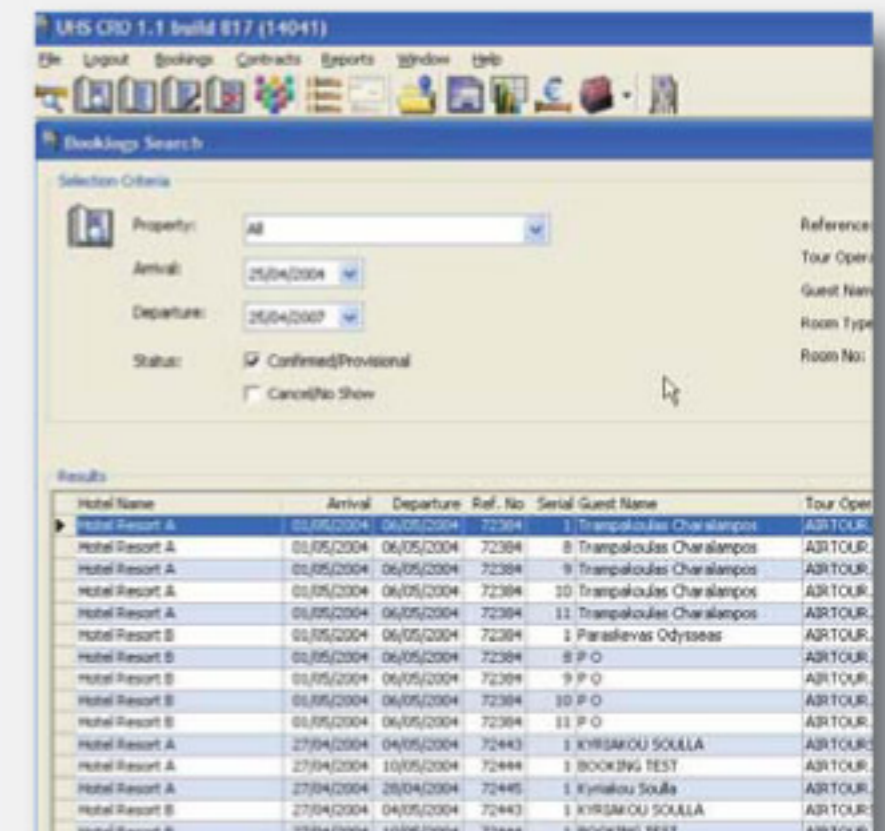 UHS CRD 1.1 build 817 (14041)
File Logout Bookings Contracts Reports Window Help
Bookings Search
Selection Criteria
Property: All
Reference
Arrival: 25/04/2004
Tour Opera
Guest Nam
Departure: 25/04/2007
Room Type
Status: Confirmed/Provisional
Room No:
Cancel/No Show
Results
Hotel Name Arrival Departure Ref. No Serial Guest Name Tour Oper
Hotel Resort A 01/05/2004 06/05/2004 72384 1 Trampakoulas Charalampos AIRTOUR
Hotel Resort A 01/05/2004 06/05/2004 72384 8 Trampakoulas Charalampos AIRTOUR
Hotel Resort A 01/05/2004 06/05/2004 72384 9 Trampakoulas Charalampos AIRTOUR
Hotel Resort A 01/05/2004 06/05/2004 72384 10 Trampakoulas Charalampos AIRTOUR
Hotel Resort A 01/05/2004 06/05/2004 72384 11 Trampakoulas Charalampos AIRTOUR
Hotel Resort B 01/05/2004 06/05/2004 72384 1 Paraskevas Odysseas AIRTOUR
Hotel Resort B 01/05/2004 06/05/2004 72384 8 P O AIRTOUR
Hotel Resort B 01/05/2004 06/05/2004 72384 9 P O AIRTOUR
Hotel Resort B 01/05/2004 06/05/2004 72384 10 P O AIRTOUR
Hotel Resort B 01/05/2004 06/05/2004 72384 11 P O AIRTOUR
Hotel Resort A 27/04/2004 04/05/2004 72443 1 KYRIAKOU SOULLA AIRTOURS
Hotel Resort A 27/04/2004 10/05/2004 72444 1 BOOKING TEST AIRTOUR
Hotel Resort A 27/04/2004 28/04/2004 72445 1 Kyriakou Soulla AIRTOUR
Hotel Resort B 27/04/2004 04/05/2004 72443 1 KYRIAKOU SOULLA AIRTOURS